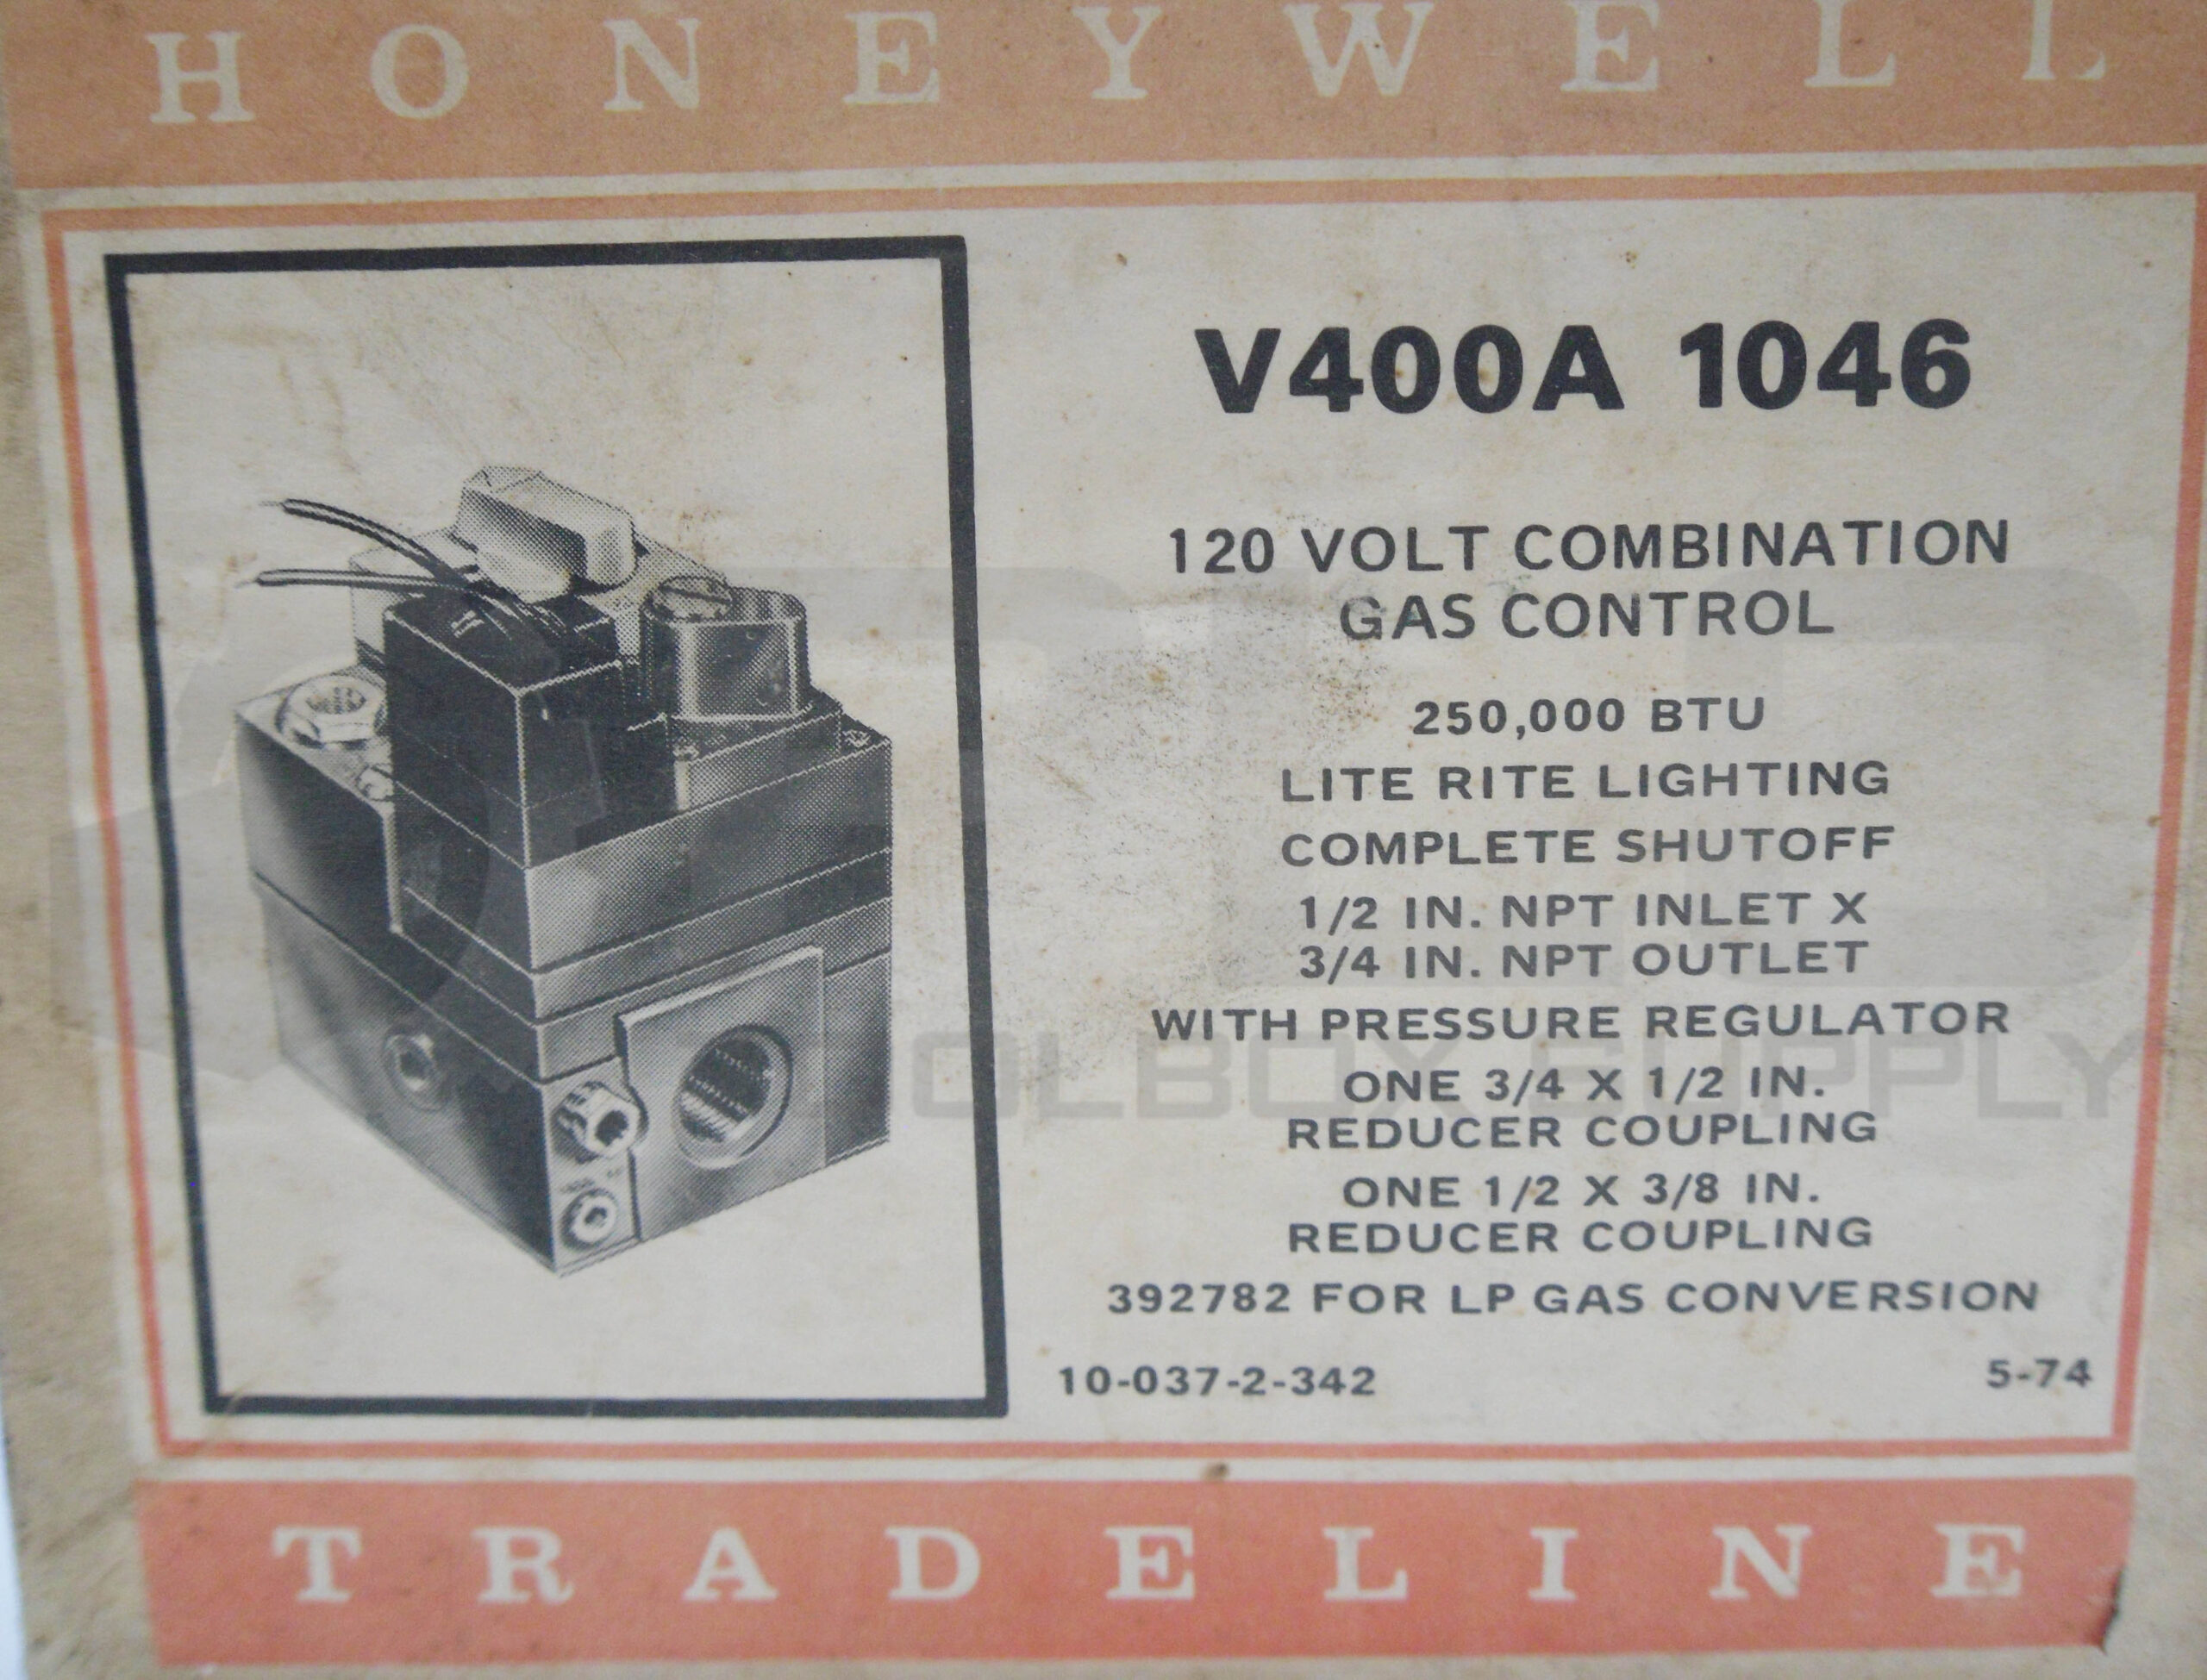 HONEYWELL
V400A 1046
120 VOLT COMBINATION
GAS CONTROL
250,000 BTU
LITE RITE LIGHTING
COMPLETE SHUTOFF
1/2 IN. NPT INLET X
3/4 IN. NPT OUTLET
WITH PRESSURE REGULATOR
ONE 3/4 X 1/2 IN.
REDUCER COUPLING
ONE 1/2 X 3/8 IN.
REDUCER COUPLING
392782 FOR LP GAS CONVERSION
10-037-2-342 5-74
TRADELINE
OLBOX SUPPLY